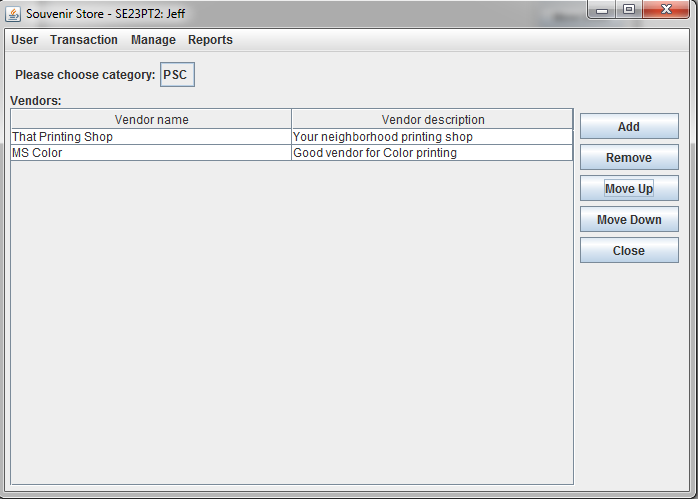 Souvenir Store - SE23PT2: Jeff
User Transaction Manage Reports
Please choose category: PSC
Vendors:
Vendor name Vendor description
That Printing Shop Your neighborhood printing shop
MS Color Good vendor for Color printing
Add
Remove
Move Up
Move Down
Close